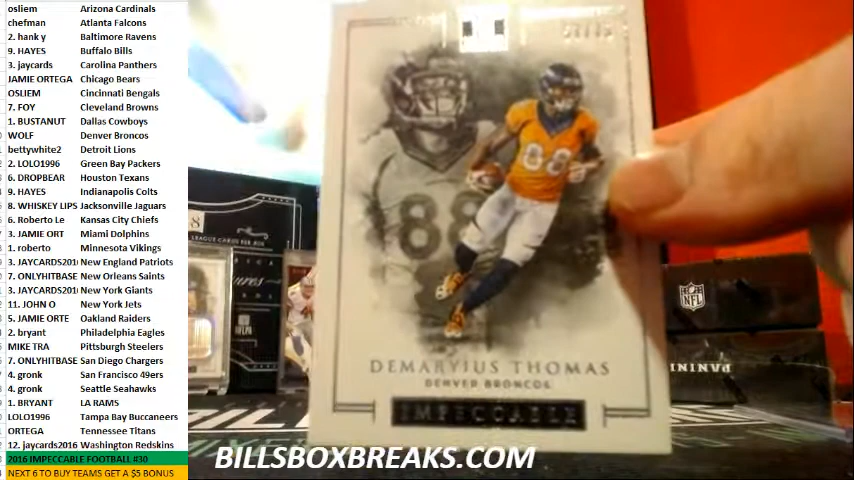 osliem Arizona Cardinals
chefman Atlanta Falcons
2. hank y Baltimore Ravens
9. HAYES Buffalo Bills
3. jaycards Carolina Panthers
JAMIE ORTEGA Chicago Bears
OSLIEM Cincinnati Bengals
7. FOY Cleveland Browns
1. BUSTANUT Dallas Cowboys
WOLF Denver Broncos
bettywhite2 Detroit Lions
2. LOLO1996 Green Bay Packers
6. DROPBEAR Houston Texans
9. HAYES Indianapolis Colts
8. WHISKEY LIPS Jacksonville Jaguars
6. Roberto Le Kansas City Chiefs
3. JAMIE ORT Miami Dolphins
1. roberto Minnesota Vikings
3. JAYCARDS201 New England Patriots
7. ONLYHITBASE New Orleans Saints
3. JAYCARDS201 New York Giants
11. JOHN O New York Jets
5. JAMIE ORTE Oakland Raiders
2. bryant Philadelphia Eagles
MIKE TRA Pittsburgh Steelers
7. ONLYHITBASE San Diego Chargers
4. gronk San Francisco 49ers
4. gronk Seattle Seahawks
1. BRYANT LA RAMS
LOLO1996 Tampa Bay Buccaneers
ORTEGA Tennessee Titans
12. jaycards2016 Washington Redskins
2016 IMPECCABLE FOOTBALL #30
NEXT 6 TO BUY TEAMS GET A $5 BONUS
88
88
DEMARYIUS THOMAS
DENVER BRONCOS
IMPECCABLE
NFL
PANINI
BILLSBOXBREAKS.COM